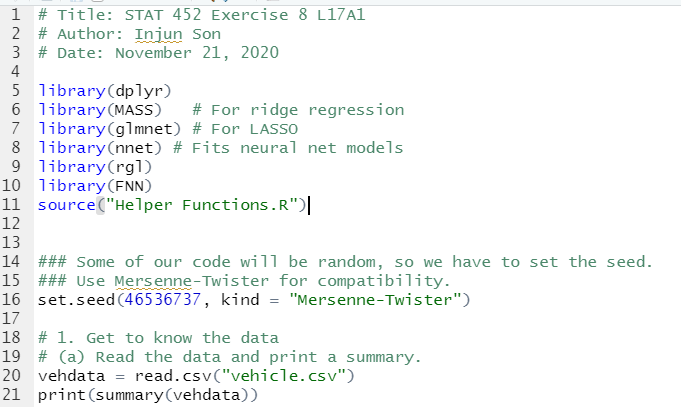 1 # Title: STAT 452 Exercise 8 L17A1
2 # Author: Injun Son
3 # Date: November 21, 2020
4
5 library(dplyr)
6 library(MASS)   # For ridge regression
7 library(glmnet) # For LASSO
8 library(nnet) # Fits neural net models
9 library(rgl)
10 library(FNN)
11 source("Helper Functions.R")
12
13
14 ### Some of our code will be random, so we have to set the seed.
15 ### Use Mersenne-Twister for compatibility.
16 set.seed(46536737, kind = "Mersenne-Twister")
17
18 # 1. Get to know the data
19 # (a) Read the data and print a summary.
20 vehdata = read.csv("vehicle.csv")
21 print(summary(vehdata))